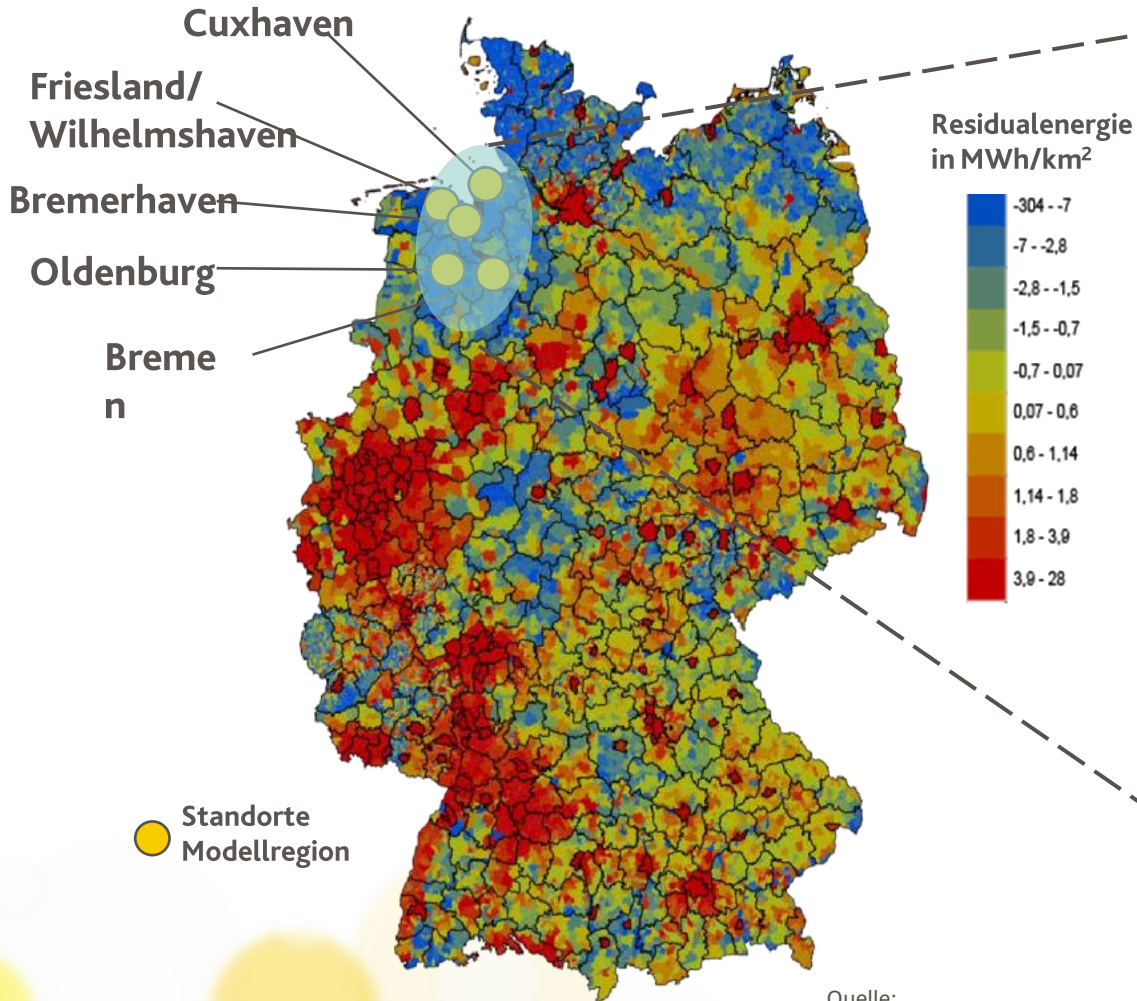 Cuxhaven
Friesland/
Wilhelmshaven
Bremerhaven
Oldenburg
Breme
n
Residualenergie
in MWh/km²
-304 - -7
-7 - -2,8
-2,8 - -1,5
-1,5 - -0,7
-0,7 - 0,07
0,07 - 0,6
0,6 - 1,14
1,14 - 1,8
1,8 - 3,9
3,9 - 28
Standorte
Modellregion
Quelle: